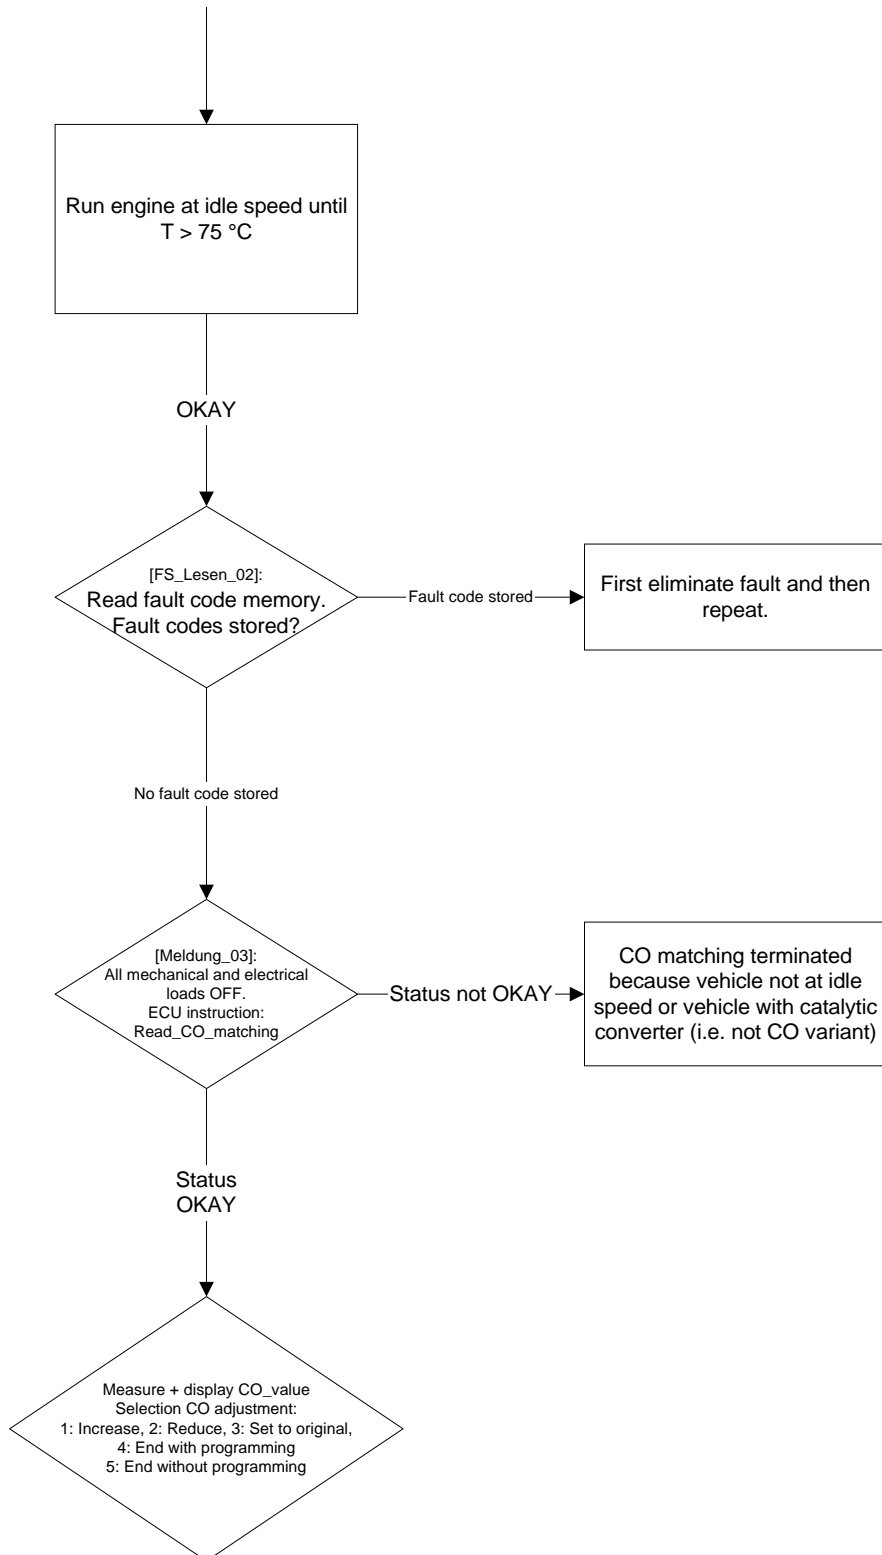 Run engine at idle speed until
T > 75 °C
OKAY
[FS_Lesen_02]:
Read fault code memory.
Fault codes stored?
Fault code stored
First eliminate fault and then
repeat.
No fault code stored
[Meldung_03]:
All mechanical and electrical
loads OFF.
ECU instruction:
Read_CO_matching
Status not OKAY
CO matching terminated
because vehicle not at idle
speed or vehicle with catalytic
converter (i.e. not CO variant)
Status
OKAY
Measure + display CO_value
Selection CO adjustment:
1: Increase, 2: Reduce, 3: Set to original,
4: End with programming
5: End without programming